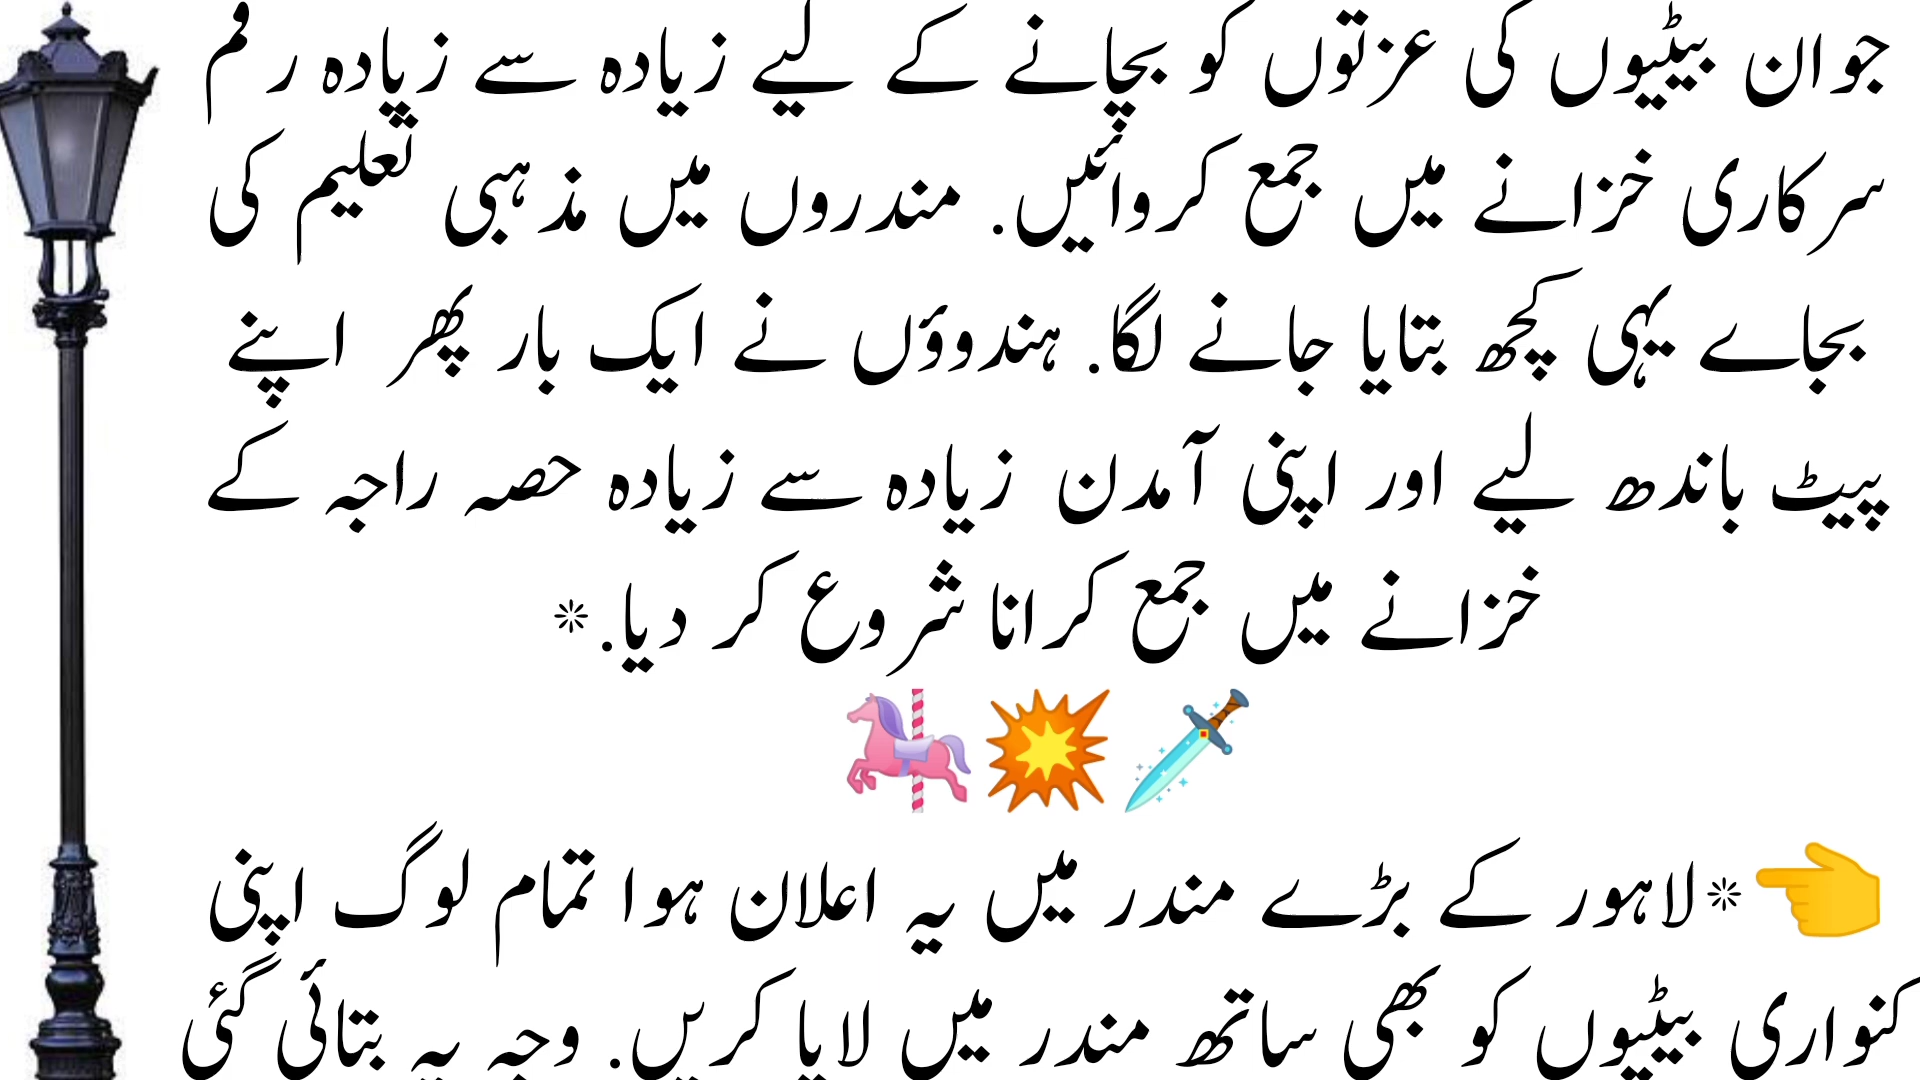 جوان بیٹیوں کی عزتوں کو بچانے کے لیے زیادہ سے زیادہ رقم
سرکاری خزانے میں جمع کروائیں. مندروں میں مذہبی تعلیم کی
بجاے یہی کچھ بتایا جانے لگا. ہندوؤں نے ایک بار پھر اپنے
پیٹ باندھ لیے اور اپنی آمدن زیادہ سے زیادہ حصہ راجہ کے
خزانے میں جمع کرانا شروع کر دیا.*
🎠💥🗡️
👈*لاہور کے بڑے مندر میں یہ اعلان ہوا تمام لوگ اپنی
کنواری بیٹیوں کو بھی ساتھ مندر میں لایا کریں. وجہ یہ بتائی گئی